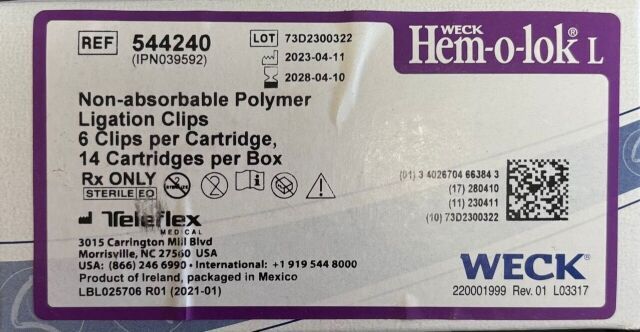 REF 544240
(IPN039592)
LOT 73D2300322
2023-04-11
2028-04-10
WECK
Hem-o-lok® L
Non-absorbable Polymer
Ligation Clips
6 Clips per Cartridge,
14 Cartridges per Box
Rx ONLY
STERILE EO
Teleflex
MEDICAL
3015 Carrington Mill Blvd
Morrisville, NC 27560 USA
USA: (866) 246 6990 • International: +1 919 544 8000
Product of Ireland, packaged in Mexico
LBL025706 R01 (2021-01)
(01) 3 4026704 66384 3
(17) 280410
(11) 230411
(10) 73D2300322
WECK®
220001999 Rev. 01 L03317